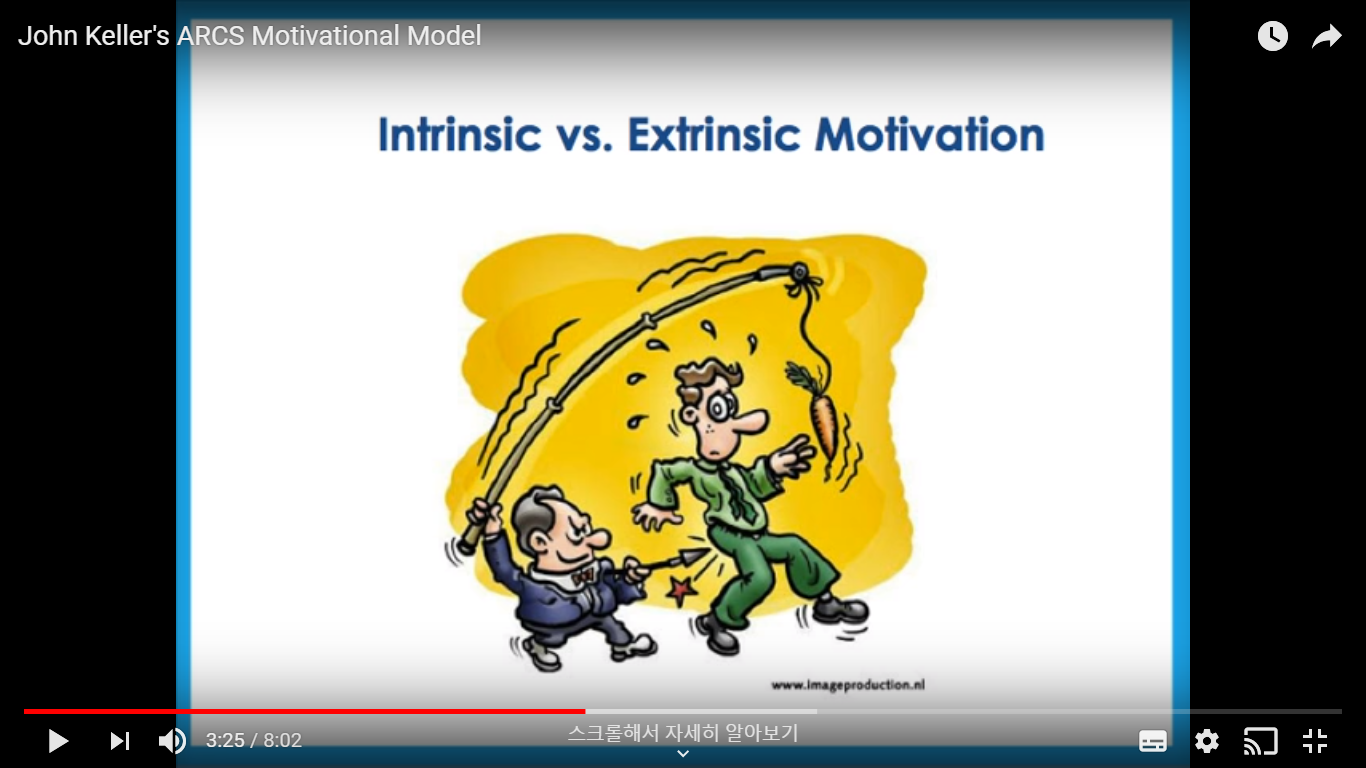 John Keller's ARCS Motivational Model
Intrinsic vs. Extrinsic Motivation
www.imageproduction.nl
3:25 / 8:02
스크롤해서 자세히 알아보기